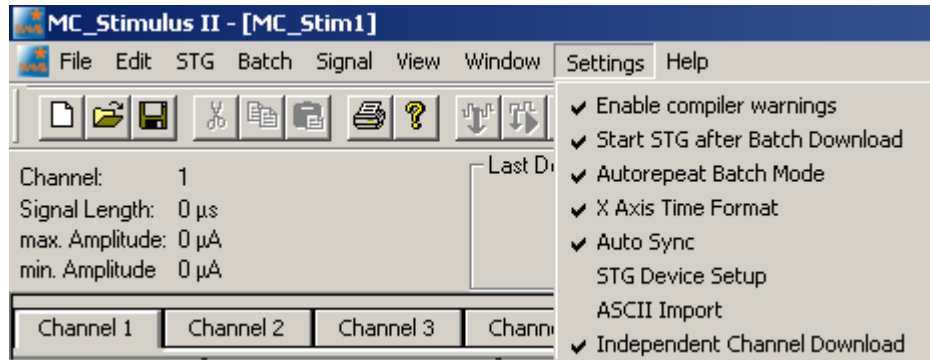 MC_Stimulus II - [MC_Stim1]
File Edit STG Batch Signal View Window Settings Help
Enable compiler warnings
Start STG after Batch Download
Autorepeat Batch Mode
X Axis Time Format
Auto Sync
STG Device Setup
ASCII Import
Independent Channel Download
Channel: 1
Signal Length: 0 µs
max. Amplitude: 0 µA
min. Amplitude 0 µA
Last
Channel 1 Channel 2 Channel 3